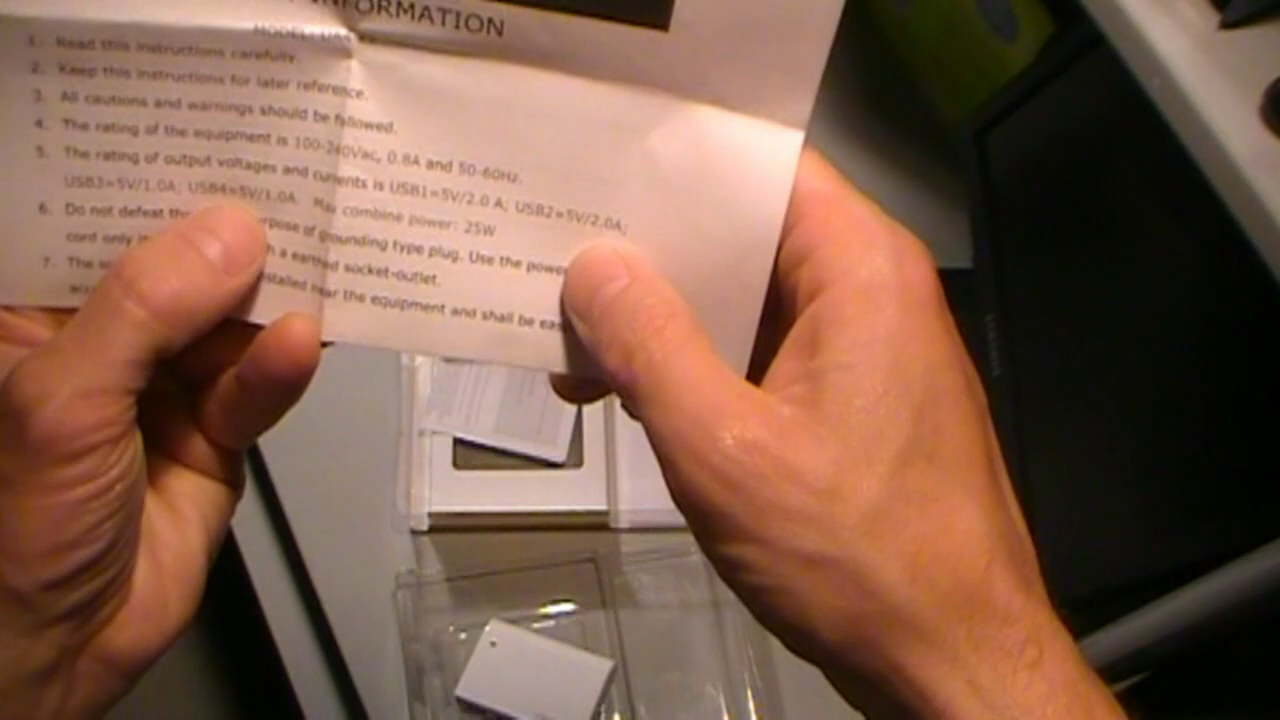 INFORMATION
MODEL:
1. Read this instructions carefully.
2. Keep this instructions for later reference.
3. All cautions and warnings should be followed.
4. The rating of the equipment is 100-240Vac, 0.8A and 50-60Hz.
5. The rating of output voltages and currents is USB1=5V/2.0 A; USB2=5V/2.0A;
USB3=5V/1.0A; USB4=5V/1.0A. Max combine power: 25W
6. Do not defeat the rpose of grounding type plug. Use the power
cord only h a earthed socket-outlet.
7. The stalled near the equipment and shall be eas